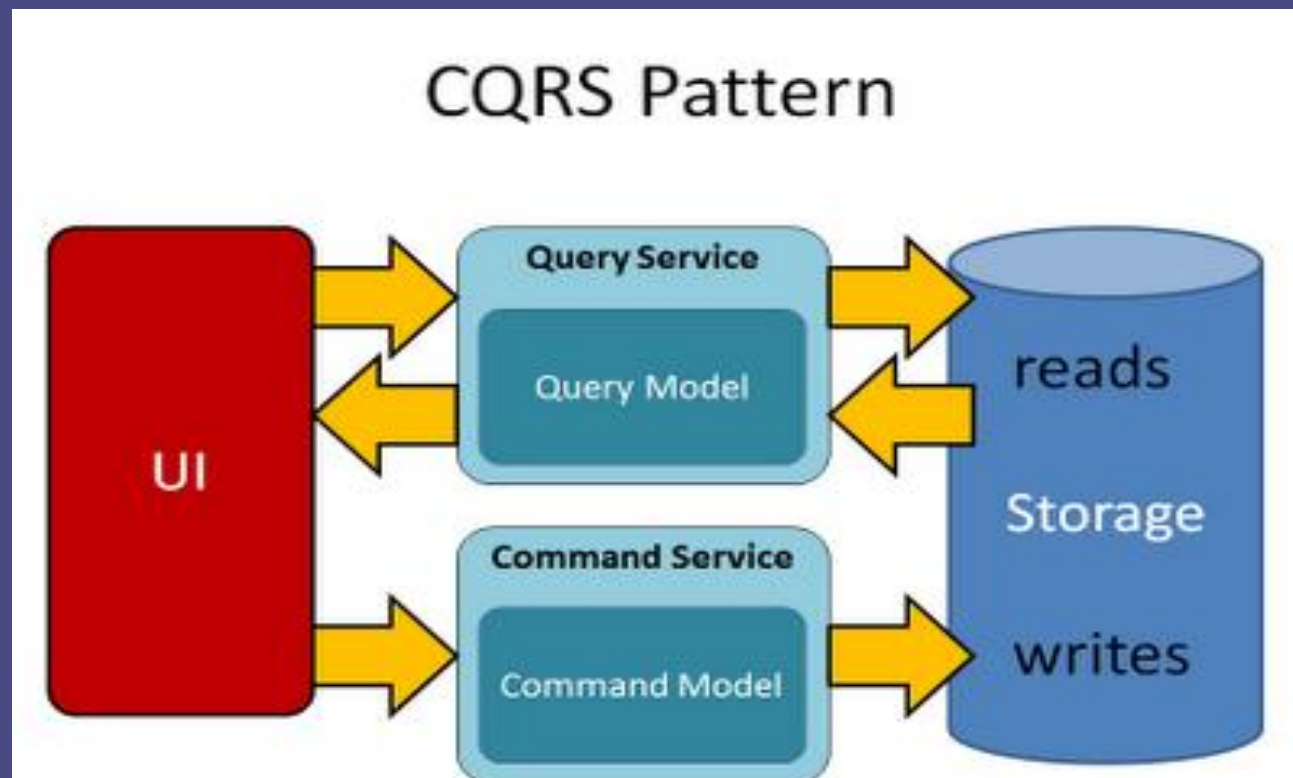 CQRS Pattern
UI
Query Service
Query Model
Command Service
Command Model
reads
Storage
writes